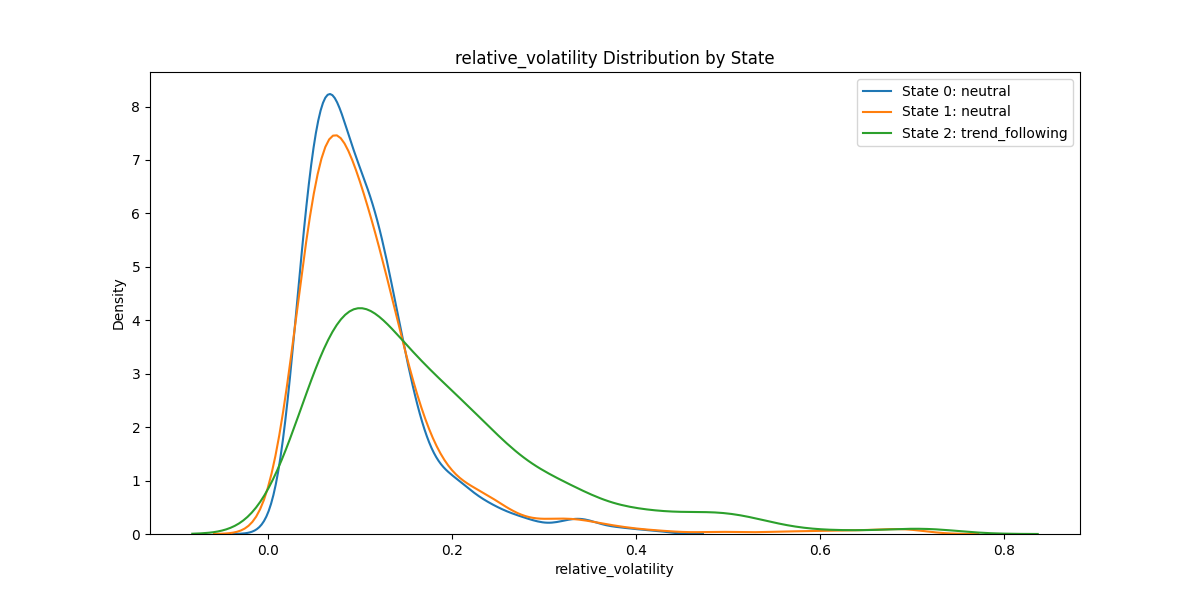 relative_volatility Distribution by State
State 0: neutral
State 1: neutral
State 2: trend_following
Density
8
7
6
5
4
3
2
1
0
0.0 0.2 0.4 0.6 0.8
relative_volatility